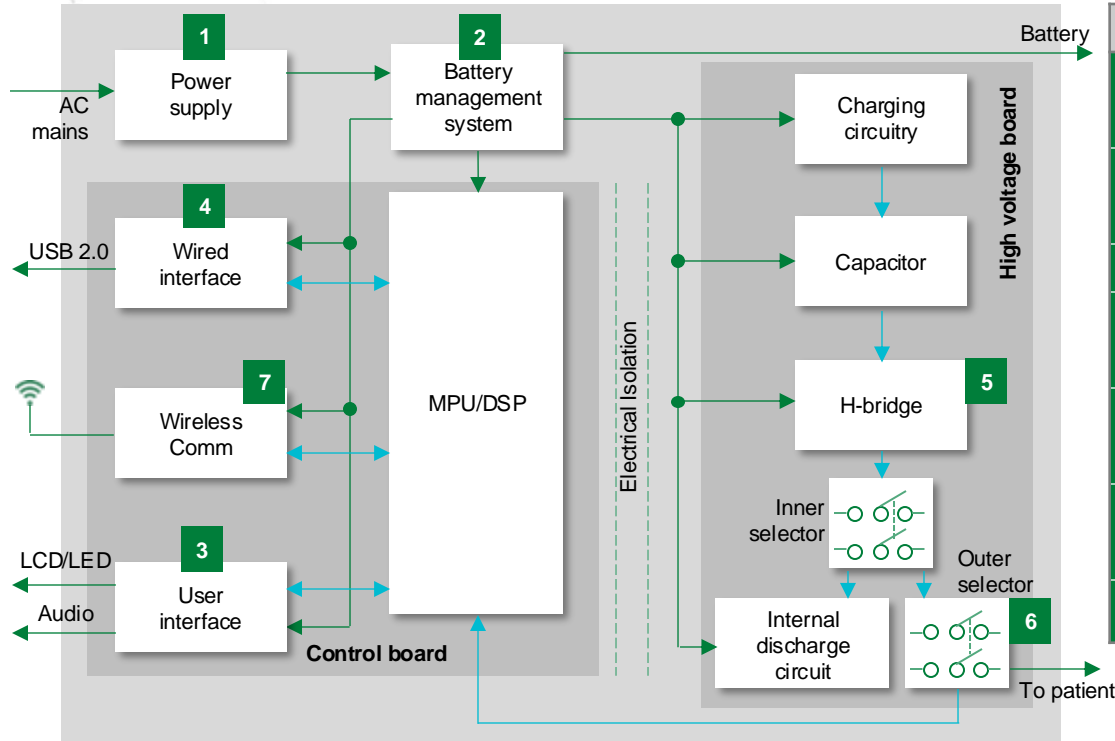 1
Power
supply
AC
mains
2
Battery
management
system
Battery
4
Wired
interface
USB 2.0
7
Wireless
Comm
3
User
interface
LCD/LED
Audio
MPU/DSP
Control board
Electrical Isolation
High voltage board
Charging
circuitry
Capacitor
5
H-bridge
Inner
selector
Outer
selector
6
Internal
discharge
circuit
To patient